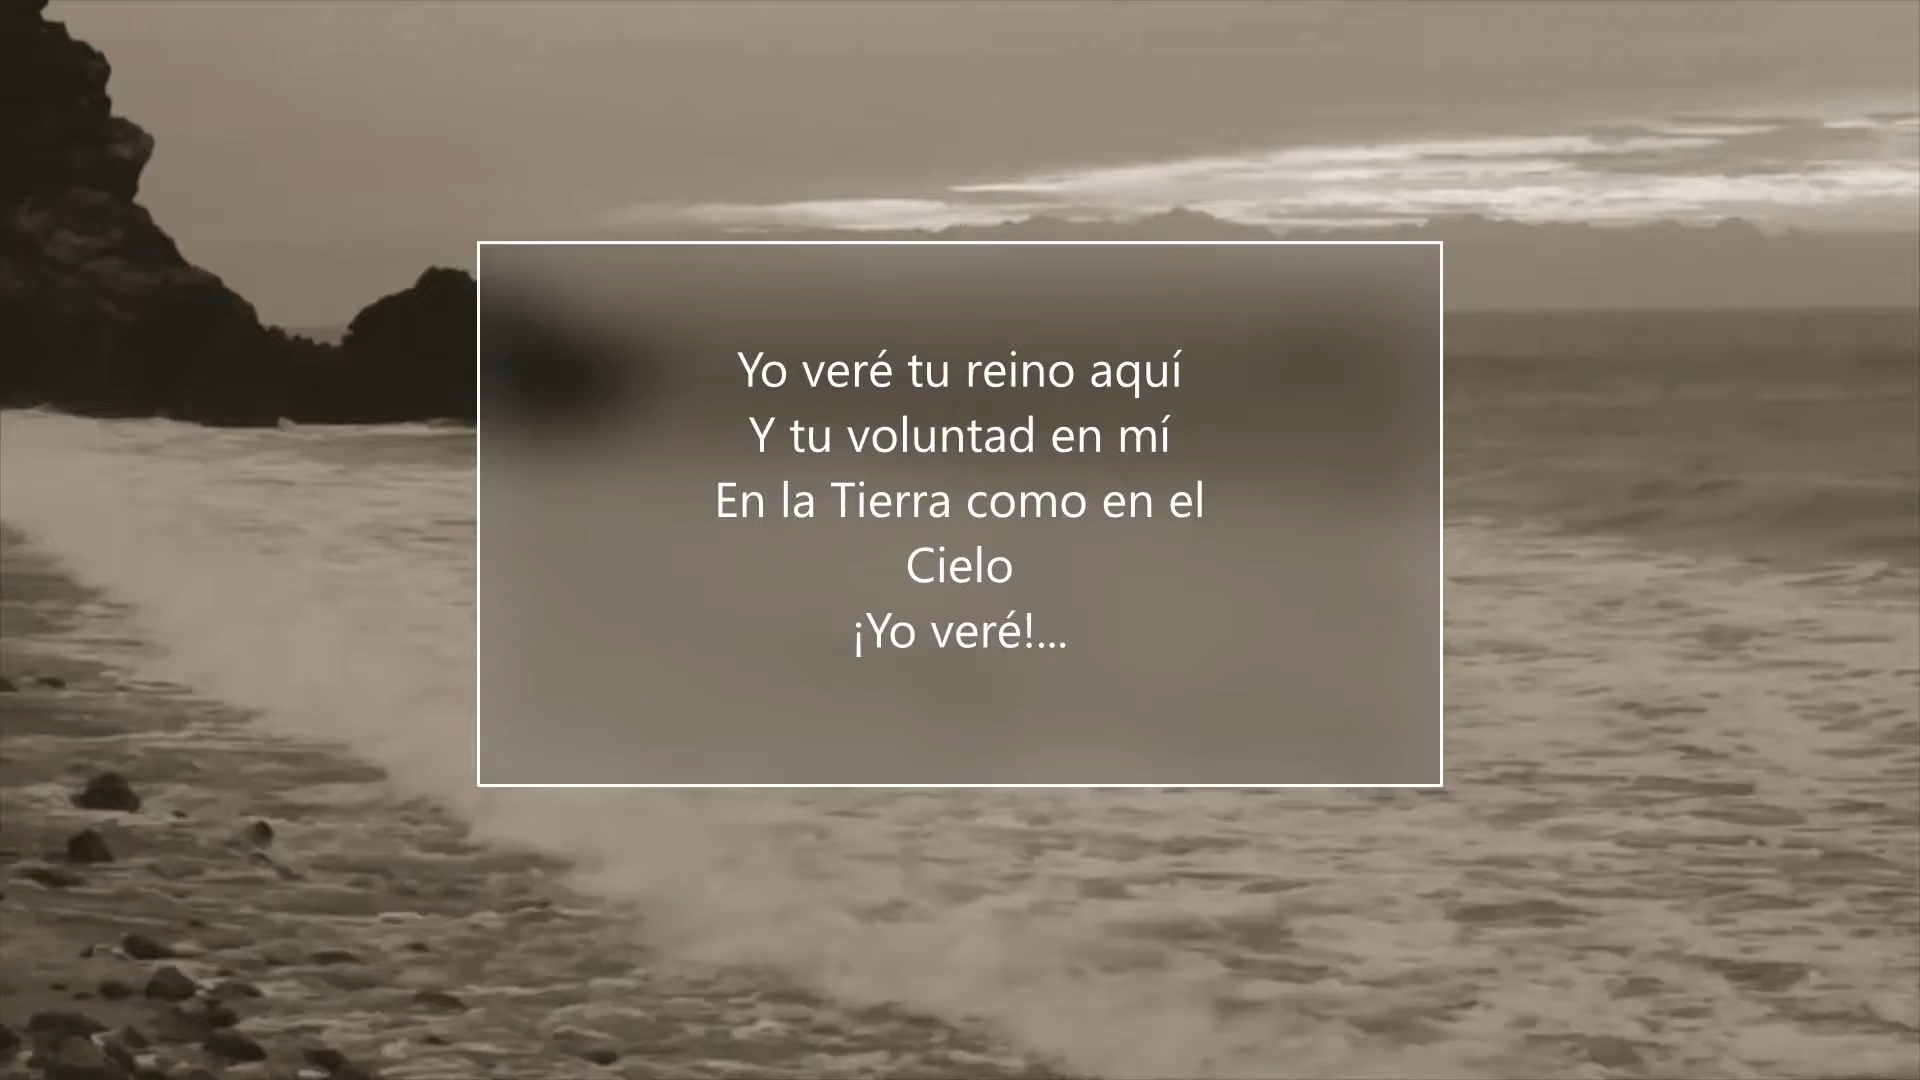 Yo veré tu reino aquí
Y tu voluntad en mí
En la Tierra como en el
Cielo
¡Yo veré!...